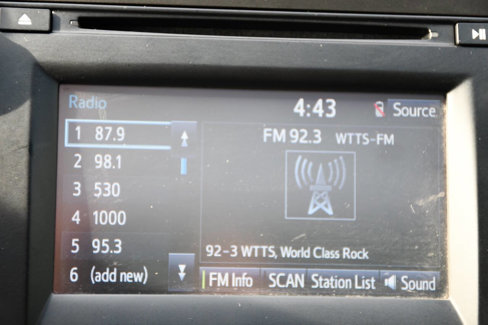 Radio 4:43 Source
FM 92.3 WTTS-FM
1 87.9
2 98.1
3 530
4 1000
5 95.3
6 (add new)
92-3 WTTS, World Class Rock
FM Info SCAN Station List Sound